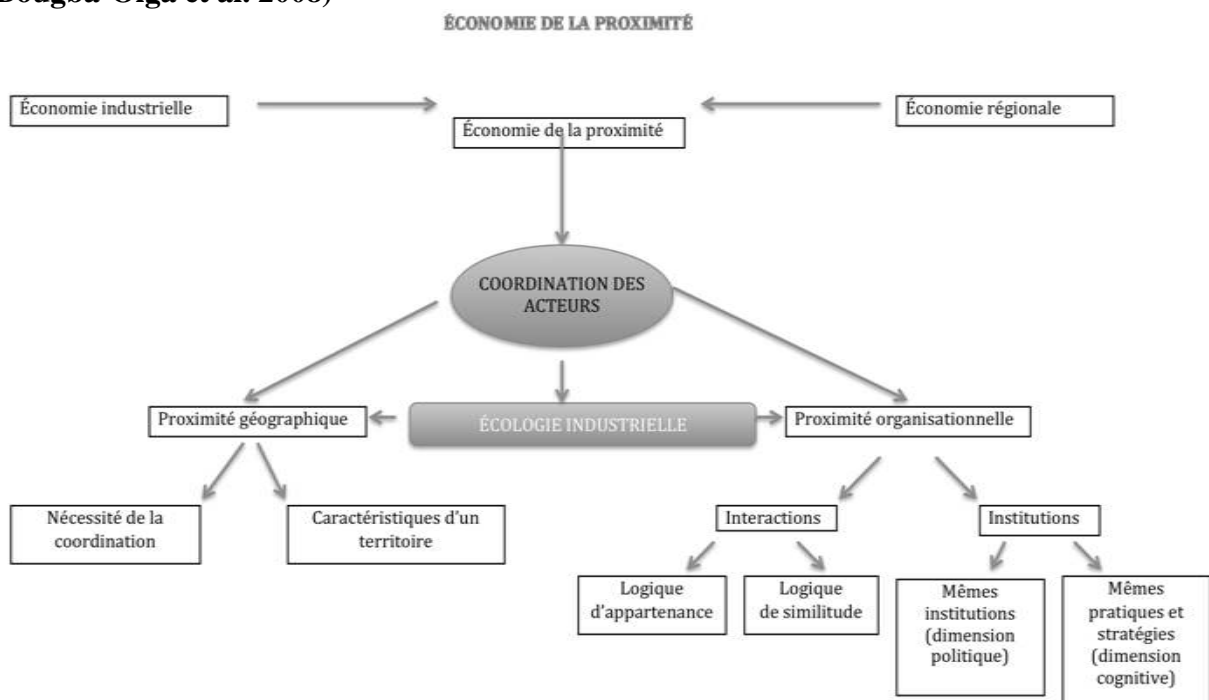 Bougba-Olga et al. 2008)
ÉCONOMIE DE LA PROXIMITÉ
Économie industrielle
Économie régionale
Économie de la proximité
COORDINATION DES
ACTEURS
Proximité géographique
ÉCOLOGIE INDUSTRIELLE
Proximité organisationnelle
Nécessité de la
coordination
Caractéristiques d'un
territoire
Interactions
Institutions
Logique
d'appartenance
Logique
de similitude
Mêmes
institutions
(dimension
politique)
Mêmes
pratiques et
stratégies
(dimension
cognitive)